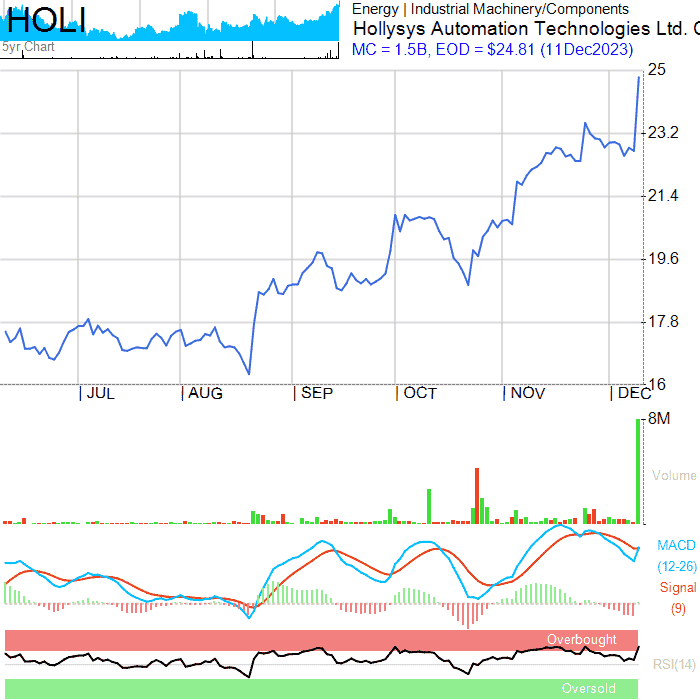 HOLI
5yr Chart
Energy | Industrial Machinery/Components
Hollysys Automation Technologies Ltd.
MC = 1.5B, EOD = $24.81 (11Dec2023)
25
23.2
21.4
19.6
17.8
16
| JUL | AUG | SEP | OCT | NOV | DEC
8M
Volume
MACD
(12-26)
Signal
(9)
Overbought
RSI(14)
Oversold